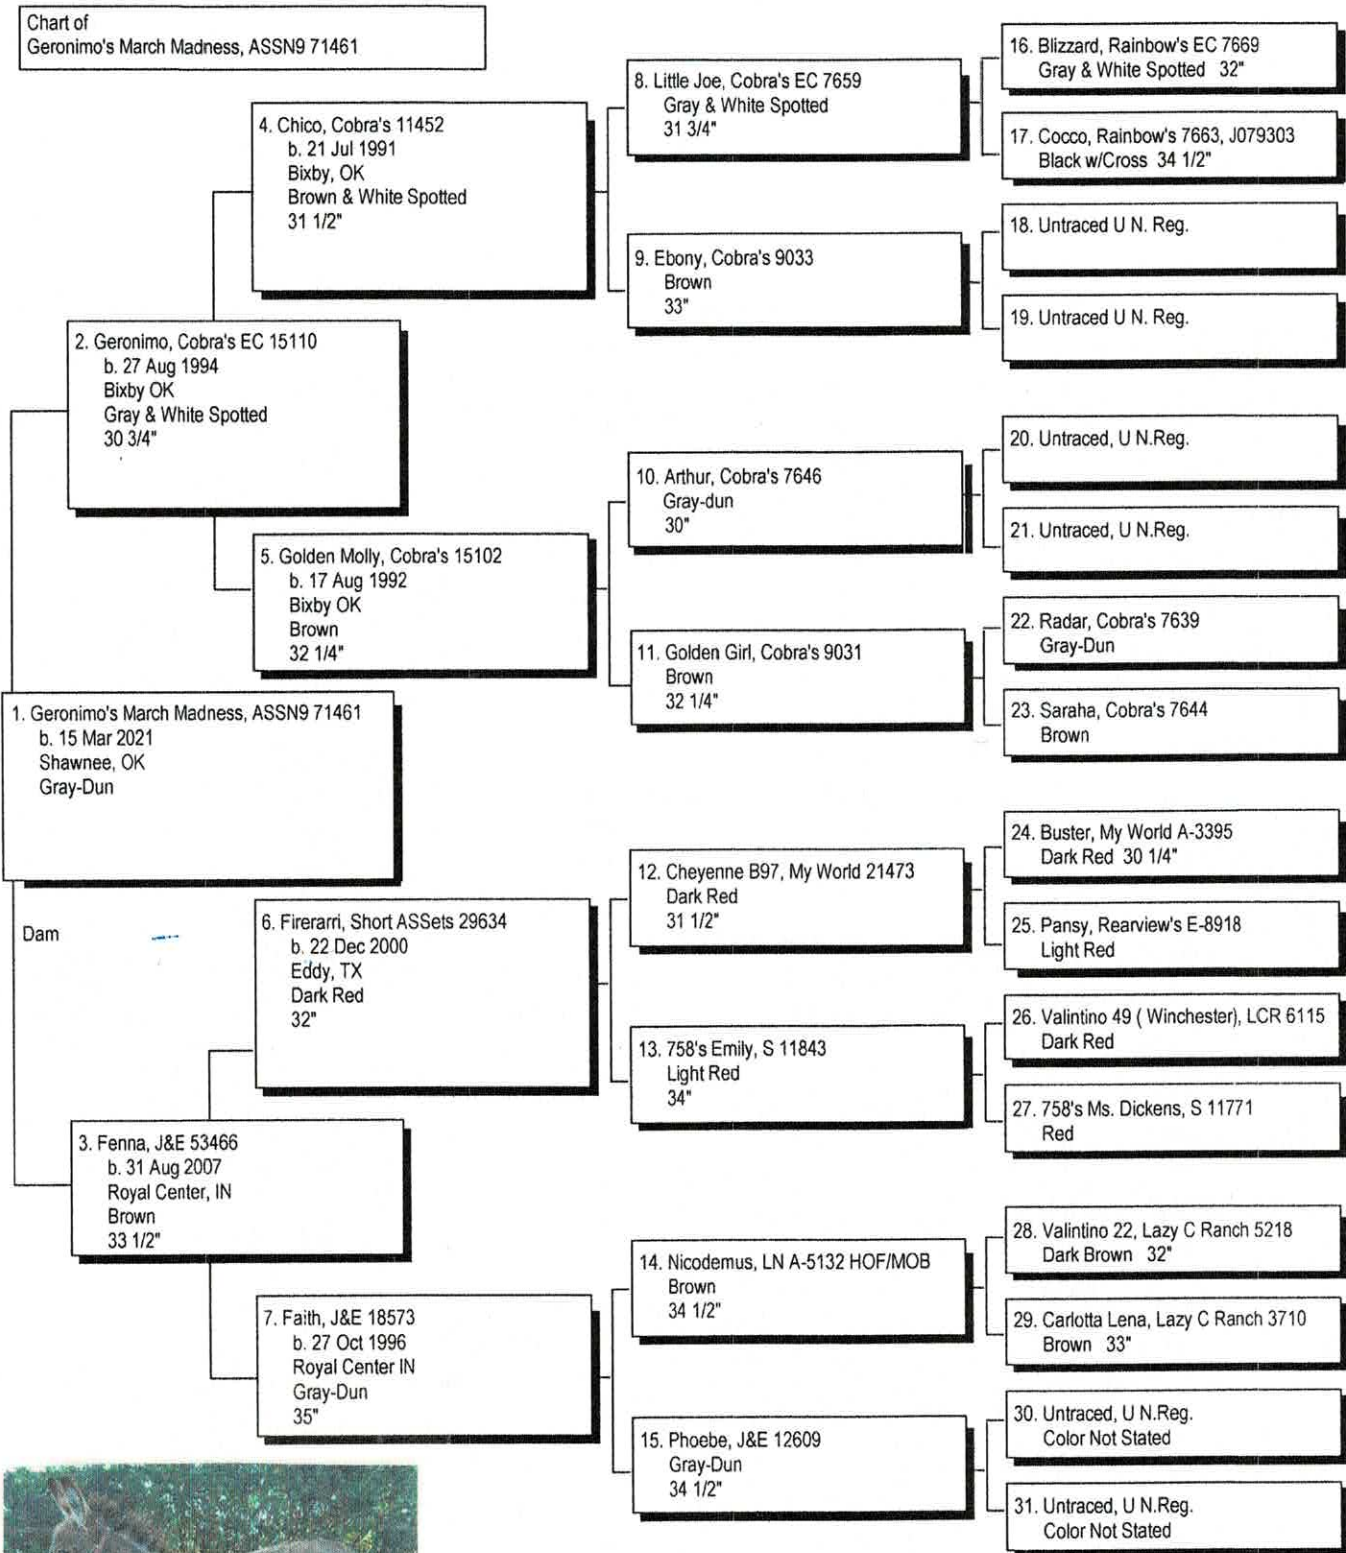 Chart of
Geronimo's March Madness, ASSN9 71461
1. Geronimo's March Madness, ASSN9 71461
b. 15 Mar 2021
Shawnee, OK
Gray-Dun
Dam
2. Geronimo, Cobra's EC 15110
b. 27 Aug 1994
Bixby OK
Gray & White Spotted
30 3/4"
3. Fenna, J&E 53466
b. 31 Aug 2007
Royal Center, IN
Brown
33 1/2"
4. Chico, Cobra's 11452
b. 21 Jul 1991
Bixby, OK
Brown & White Spotted
31 1/2"
5. Golden Molly, Cobra's 15102
b. 17 Aug 1992
Bixby OK
Brown
32 1/4"
6. Firerarri, Short ASSets 29634
b. 22 Dec 2000
Eddy, TX
Dark Red
32"
7. Faith, J&E 18573
b. 27 Oct 1996
Royal Center IN
Gray-Dun
35"
8. Little Joe, Cobra's EC 7659
Gray & White Spotted
31 3/4"
9. Ebony, Cobra's 9033
Brown
33"
10. Arthur, Cobra's 7646
Gray-dun
30"
11. Golden Girl, Cobra's 9031
Brown
32 1/4"
12. Cheyenne B97, My World 21473
Dark Red
31 1/2"
13. 758's Emily, S 11843
Light Red
34"
14. Nicodemus, LN A-5132 HOF/MOB
Brown
34 1/2"
15. Phoebe, J&E 12609
Gray-Dun
34 1/2"
16. Blizzard, Rainbow's EC 7669
Gray & White Spotted 32"
17. Cocco, Rainbow's 7663, J079303
Black w/Cross 34 1/2"
18. Untraced U N. Reg.
19. Untraced U N. Reg.
20. Untraced, U N.Reg.
21. Untraced, U N.Reg.
22. Radar, Cobra's 7639
Gray-Dun
23. Saraha, Cobra's 7644
Brown
24. Buster, My World A-3395
Dark Red 30 1/4"
25. Pansy, Rearview's E-8918
Light Red
26. Valintino 49 ( Winchester), LCR 6115
Dark Red
27. 758's Ms. Dickens, S 11771
Red
28. Valintino 22, Lazy C Ranch 5218
Dark Brown 32"
29. Carlotta Lena, Lazy C Ranch 3710
Brown 33"
30. Untraced, U N.Reg.
Color Not Stated
31. Untraced, U N.Reg.
Color Not Stated